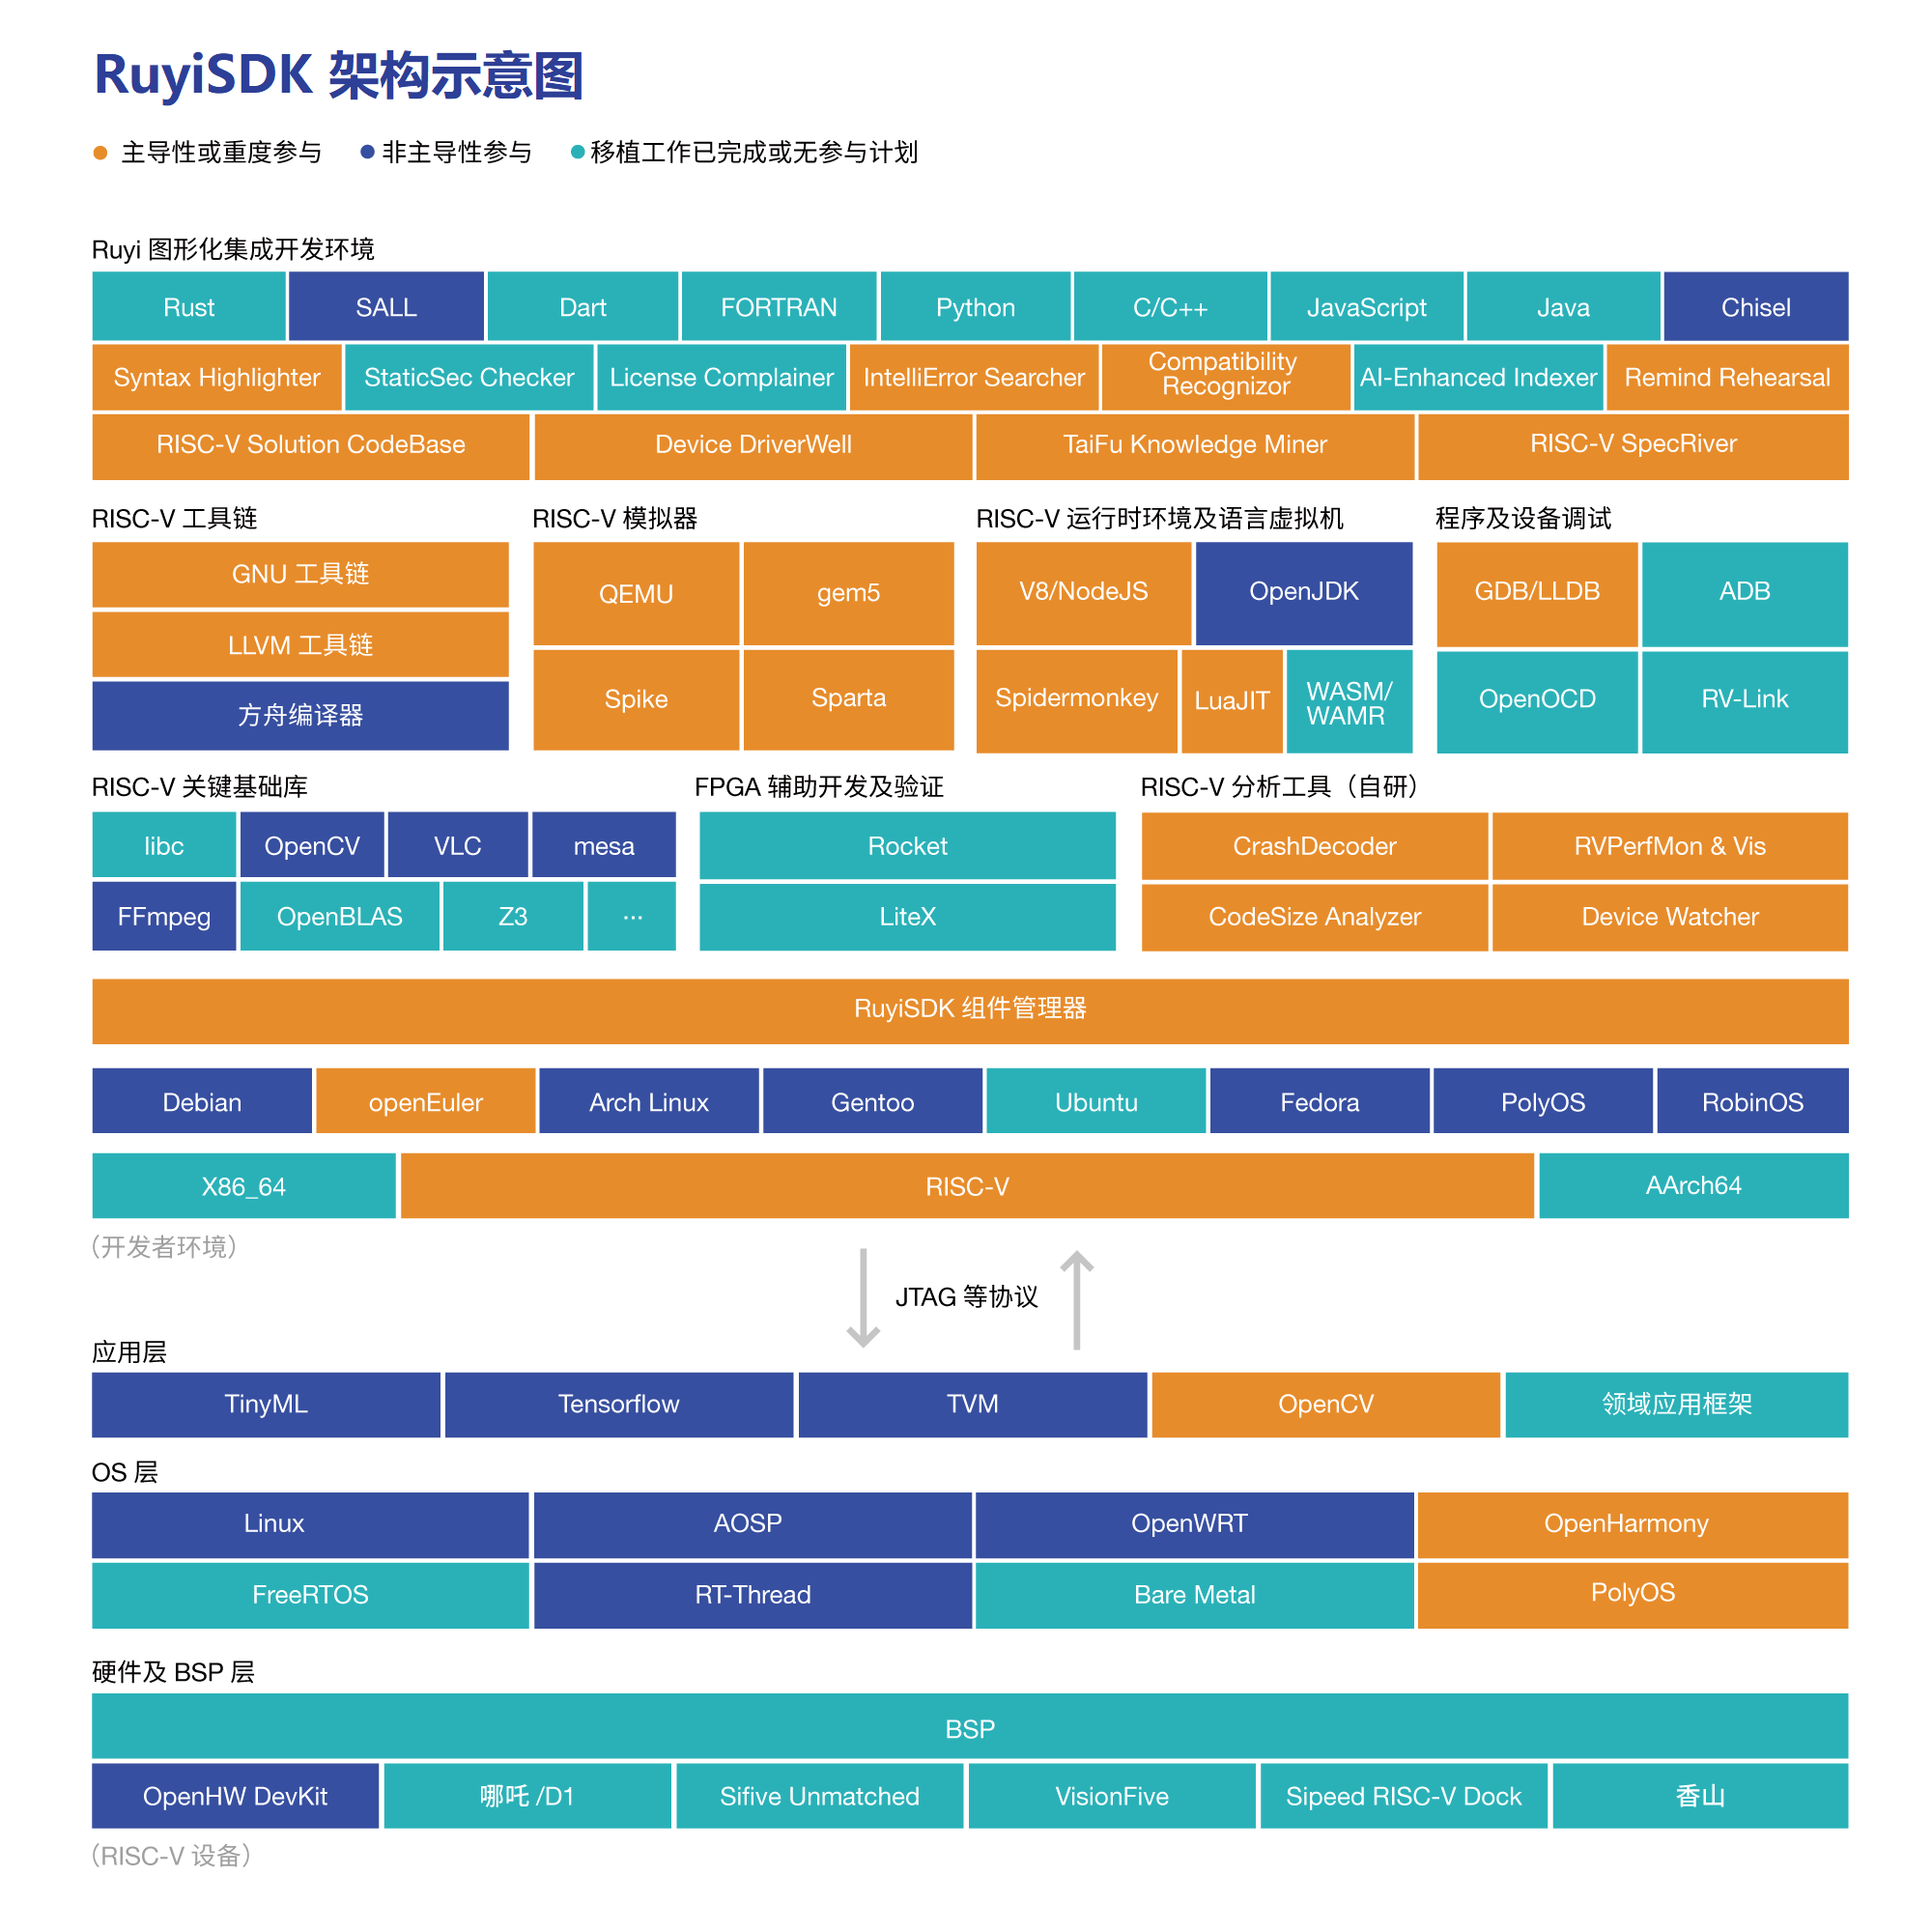 RuyiSDK 架构示意图
主导性或重度参与 非主导性参与 移植工作已完成或无参与计划
Ruyi 图形化集成开发环境
Rust SALL Dart FORTRAN Python C/C++ JavaScript Java Chisel
Syntax Highlighter StaticSec Checker License Complainer IntelliError Searcher Compatibility Recognizor AI-Enhanced Indexer Remind Rehearsal
RISC-V Solution CodeBase Device DriverWell TaiFu Knowledge Miner RISC-V SpecRiver
RISC-V 工具链
GNU 工具链
LLVM 工具链
方舟编译器
RISC-V 模拟器
QEMU gem5
Spike Sparta
RISC-V 运行时环境及语言虚拟机
V8/NodeJS OpenJDK
Spidermonkey LuaJIT WASM/
WAMR
程序及设备调试
GDB/LLDB ADB
OpenOCD RV-Link
RISC-V 关键基础库
libc OpenCV VLC mesa
FFmpeg OpenBLAS Z3 ...
FPGA 辅助开发及验证
Rocket
LiteX
RISC-V 分析工具（自研）
CrashDecoder RVPerfMon & Vis
CodeSize Analyzer Device Watcher
RuyiSDK 组件管理器
Debian openEuler Arch Linux Gentoo Ubuntu Fedora PolyOS RobinOS
X86_64 RISC-V AArch64
（开发者环境）
JTAG 等协议
应用层
TinyML Tensorflow TVM OpenCV 领域应用框架
OS 层
Linux AOSP OpenWRT OpenHarmony
FreeRTOS RT-Thread Bare Metal PolyOS
硬件及 BSP 层
BSP
OpenHW DevKit 哪吒 /D1 Sifive Unmatched VisionFive Sipeed RISC-V Dock 香山
（RISC-V 设备）